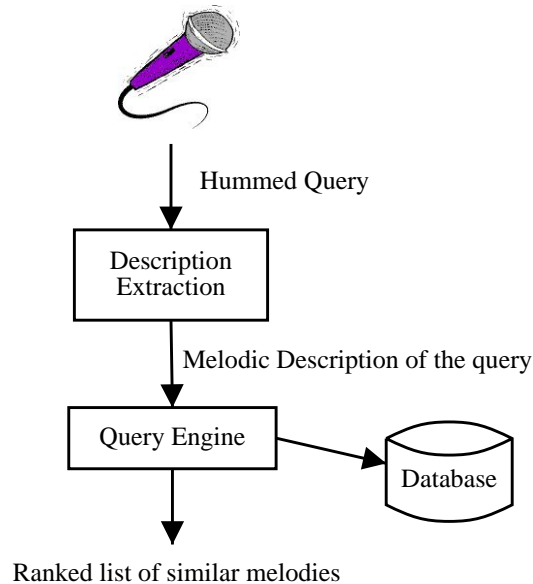 Hummed Query
Description
Extraction
Melodic Description of the query
Query Engine
Database
Ranked list of similar melodies